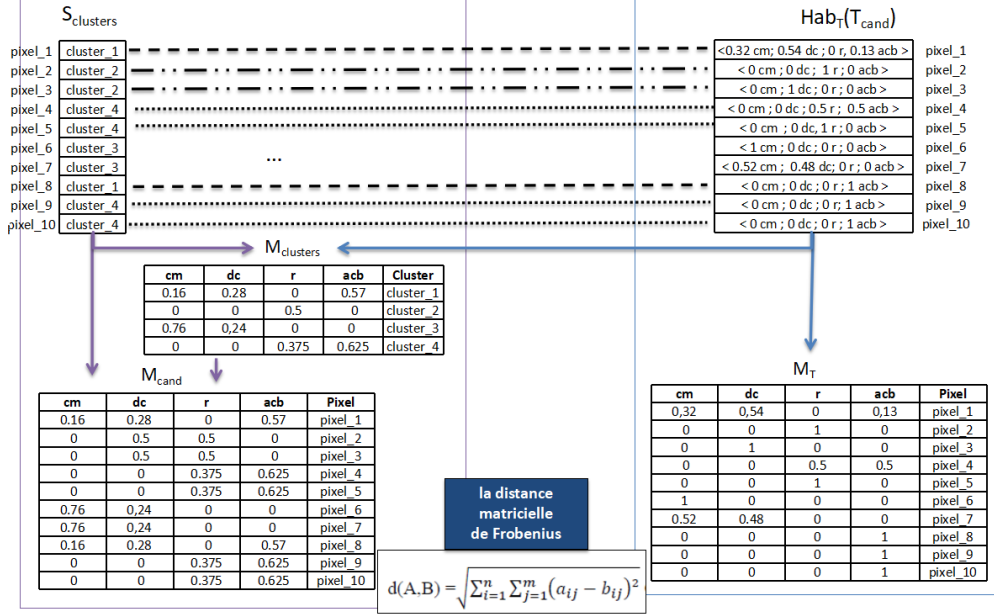 S clusters
Hab_T(T_cand)
pixel_1 cluster_1 <0.32 cm; 0.54 dc ; 0 r, 0.13 acb > pixel_1
pixel_2 cluster_2 < 0 cm ; 0 dc ; 1 r ; 0 acb > pixel_2
pixel_3 cluster_2 < 0 cm ; 1 dc ; 0 r ; 0 acb > pixel_3
pixel_4 cluster_4 < 0 cm ; 0 dc ; 0.5 r ; 0.5 acb > pixel_4
pixel_5 cluster_4 < 0 cm ; 0 dc, 1 r ; 0 acb > pixel_5
pixel_6 cluster_3 < 1 cm ; 0 dc ; 0 r ; 0 acb > pixel_6
pixel_7 cluster_3 ... < 0.52 cm; 0.48 dc; 0 r ; 0 acb > pixel_7
pixel_8 cluster_1 < 0 cm ; 0 dc ; 0 r ; 1 acb > pixel_8
pixel_9 cluster_4 < 0 cm ; 0 dc ; 0 r; 1 acb > pixel_9
pixel_10 cluster_4 < 0 cm ; 0 dc ; 0 r ; 1 acb > pixel_10
M clusters
cm dc r acb Cluster
0.16 0.28 0 0.57 cluster_1
0 0 0.5 0 cluster_2
0.76 0,24 0 0 cluster_3
0 0 0.375 0.625 cluster_4
M cand
cm dc r acb Pixel
0.16 0.28 0 0.57 pixel_1
0 0.5 0.5 0 pixel_2
0 0.5 0.5 0 pixel_3
0 0 0.375 0.625 pixel_4
0 0 0.375 0.625 pixel_5
0.76 0,24 0 0 pixel_6
0.76 0,24 0 0 pixel_7
0.16 0.28 0 0.57 pixel_8
0 0 0.375 0.625 pixel_9
0 0 0.375 0.625 pixel_10
la distance
matricielle
de Frobenius
d(A,B) = √(∑_{i=1}^{n} ∑_{j=1}^{m} (a_{ij} − b_{ij})²)
M_T
cm dc r acb Pixel
0,32 0,54 0 0,13 pixel_1
0 0 1 0 pixel_2
0 1 0 0 pixel_3
0 0 0.5 0.5 pixel_4
0 0 1 0 pixel_5
1 0 0 0 pixel_6
0.52 0.48 0 0 pixel_7
0 0 0 1 pixel_8
0 0 0 1 pixel_9
0 0 0 1 pixel_10